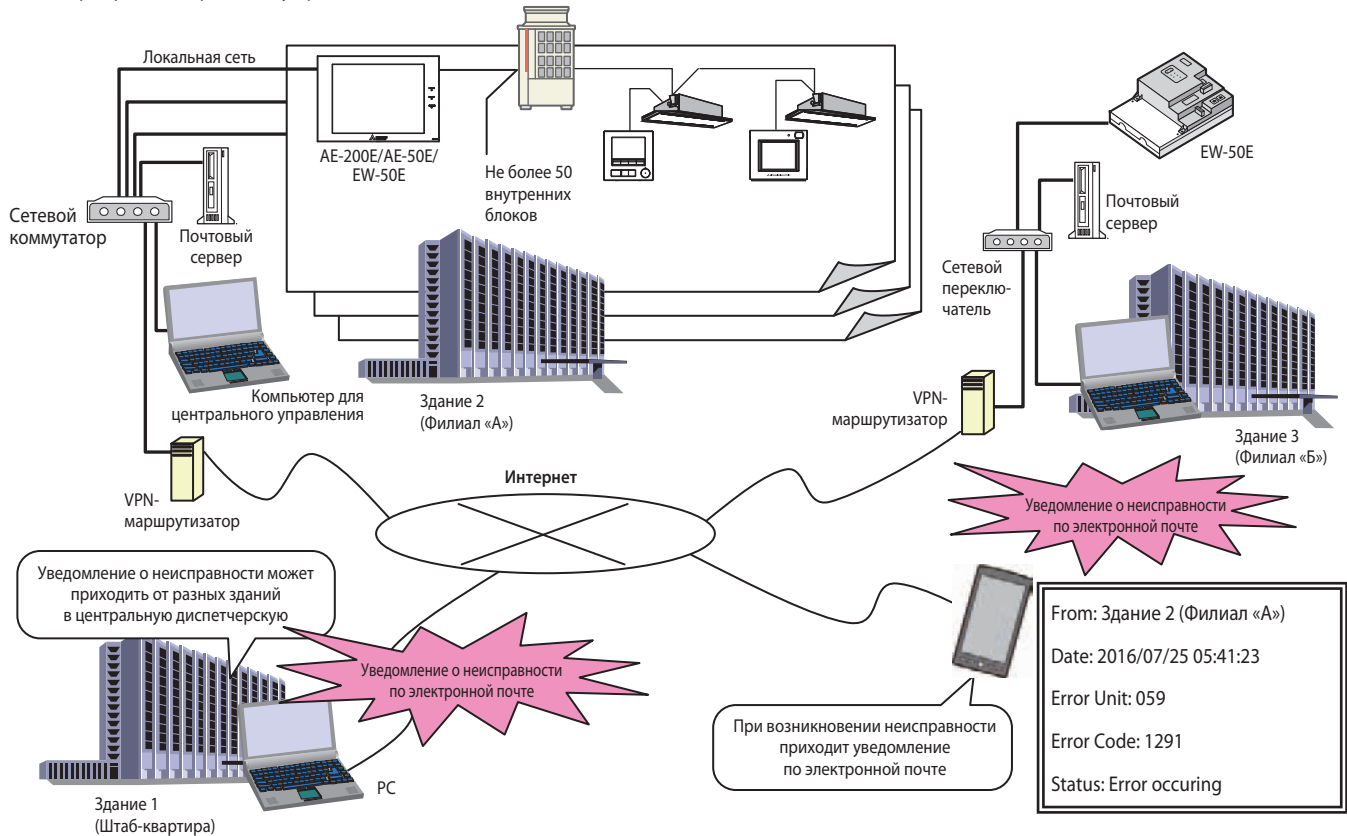 Локальная сеть
AE-200E/AE-50E/
EW-50E
Не более 50
внутренних
блоков
EW-50E
Сетевой
коммутатор
Почтовый
сервер
Почтовый
сервер
Сетевой
переклю-
чатель
Компьютер для
центрального управления
Здание 2
(Филиал «А»)
VPN-
маршрутизатор
Здание 3
(Филиал «Б»)
Интернет
VPN-
маршрутизатор
Уведомление о неисправности
по электронной почте
Уведомление о неисправности может
приходить от разных зданий
в центральную диспетчерскую
Уведомление о неисправности
по электронной почте
From: Здание 2 (Филиал «А»)
Date: 2016/07/25 05:41:23
Error Unit: 059
Error Code: 1291
Status: Error occuring
При возникновении неисправности
приходит уведомление
по электронной почте
PC
Здание 1
(Штаб-квартира)